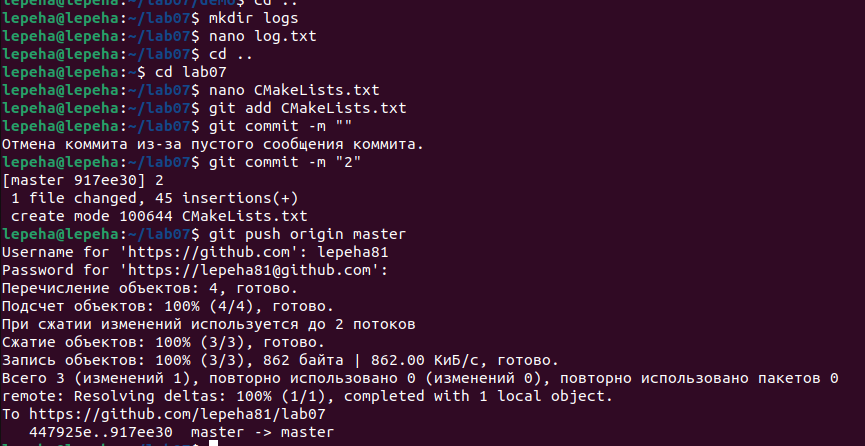 lepeha@lepeha:~/lab07/demo$ cd ..
lepeha@lepeha:~/lab07$ mkdir logs
lepeha@lepeha:~/lab07$ nano log.txt
lepeha@lepeha:~/lab07$ cd ..
lepeha@lepeha:~$ cd lab07
lepeha@lepeha:~/lab07$ nano CMakeLists.txt
lepeha@lepeha:~/lab07$ git add CMakeLists.txt
lepeha@lepeha:~/lab07$ git commit -m ""
Отмена коммита из-за пустого сообщения коммита.
lepeha@lepeha:~/lab07$ git commit -m "2"
[master 917ee30] 2
 1 file changed, 45 insertions(+)
 create mode 100644 CMakeLists.txt
lepeha@lepeha:~/lab07$ git push origin master
Username for 'https://github.com': lepeha81
Password for 'https://lepeha81@github.com':
Перечисление объектов: 4, готово.
Подсчет объектов: 100% (4/4), готово.
При сжатии изменений используется до 2 потоков
Сжатие объектов: 100% (3/3), готово.
Запись объектов: 100% (3/3), 862 байта | 862.00 КиБ/с, готово.
Всего 3 (изменений 1), повторно использовано 0 (изменений 0), повторно использовано пакетов 0
remote: Resolving deltas: 100% (1/1), completed with 1 local object.
To https://github.com/lepeha81/lab07
   447925e..917ee30  master -> master
lepeha@lepeha:~/lab07$